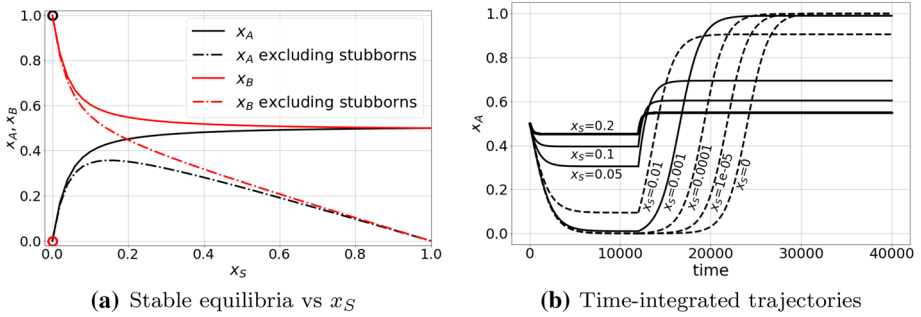 1.0
0.8
0.6
0.4
0.2
0.0
x_A, x_B
x_A
x_A excluding stubborns
x_B
x_B excluding stubborns
0.0 0.2 0.4 0.6 0.8 1.0
x_S
(a) Stable equilibria vs x_S
1.0
0.8
0.6
0.4
0.2
0.0
x_A
x_S=0.2
x_S=0.1
x_S=0.05
x_S=0.01
x_S=0.001
x_S=0.0001
x_S=1e-05
x_S=0
0 10000 20000 30000 40000
time
(b) Time-integrated trajectories